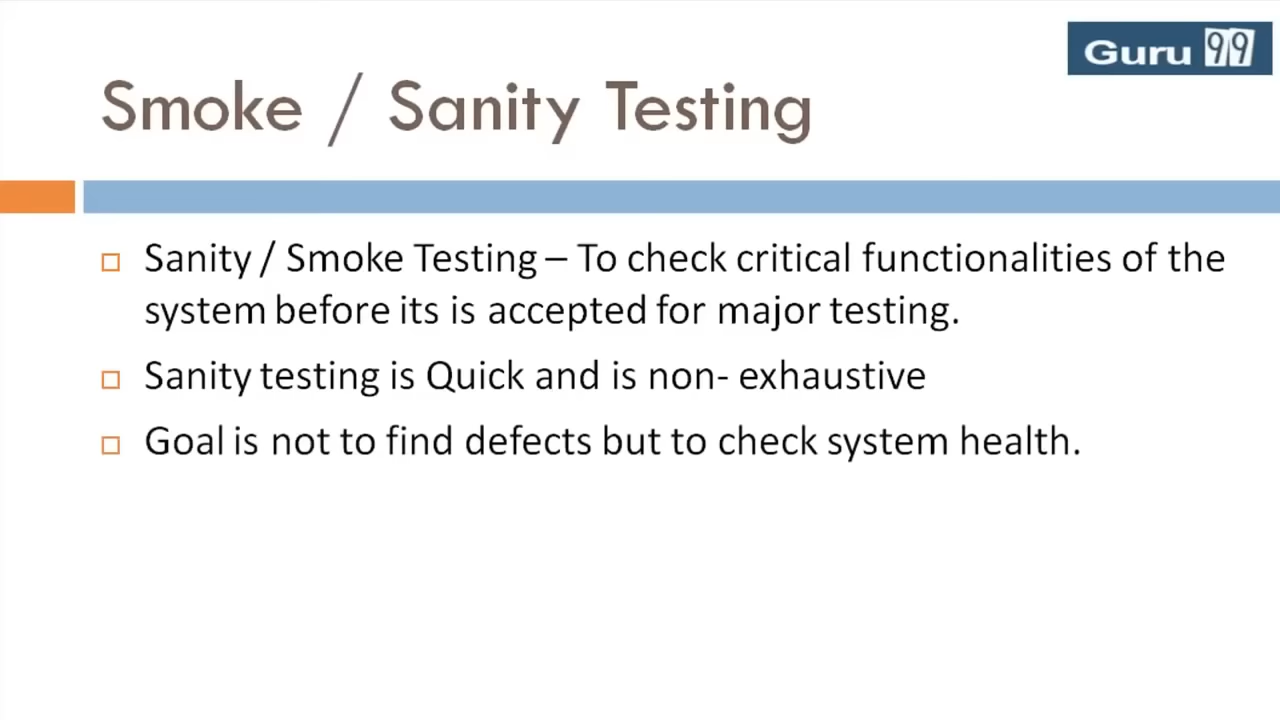 Guru 99
Smoke / Sanity Testing
Sanity / Smoke Testing – To check critical functionalities of the
system before its is accepted for major testing.
Sanity testing is Quick and is non- exhaustive
Goal is not to find defects but to check system health.